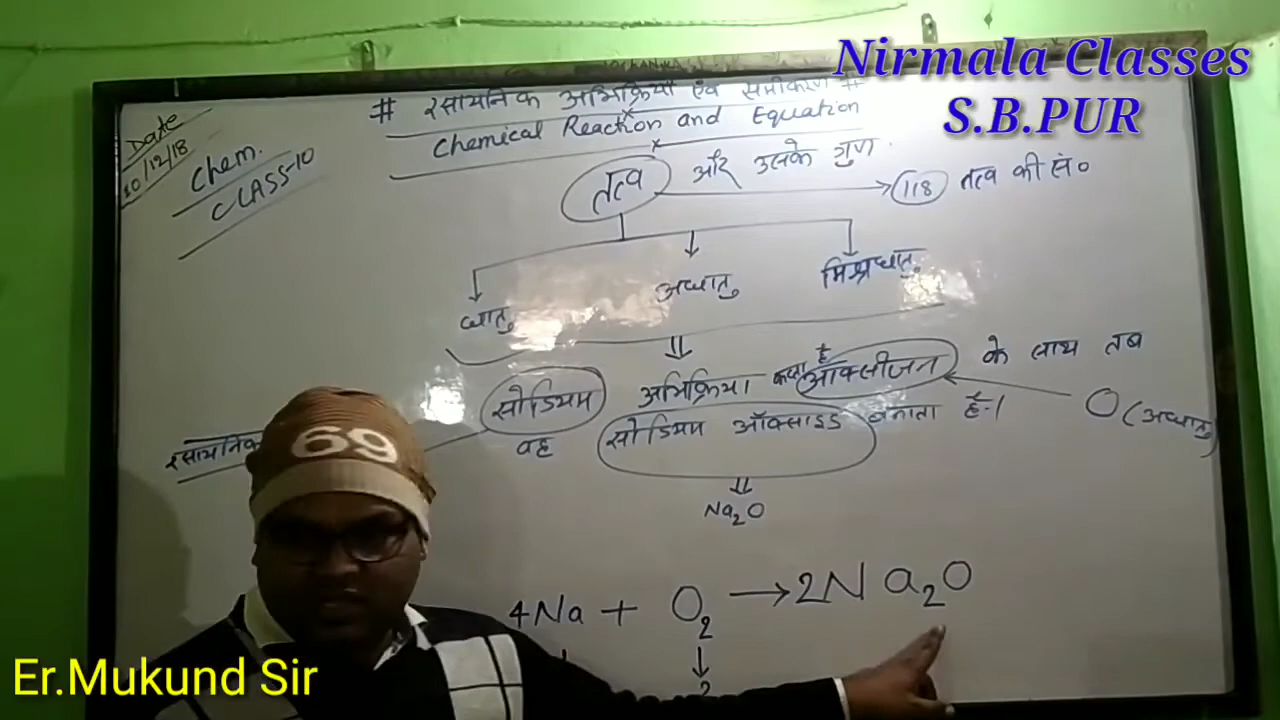 Nirmala Classes
S.B.PUR
# रसायनिक अभिक्रिया एवं समीकरण #
Chemical Reaction and Equation
Date
10/12/18
Chem.
CLASS-10
तत्व और उसके गुण.
118 तत्व की सं०
धातु अधातु मिश्रधातु
सोडियम अभिक्रिया करता है ऑक्सीजन के साथ तब
वह सोडियम ऑक्साइड बनाता है-/
O (अधातु)
रसायनिक
Na2O
4Na + O2 → 2Na2O
2
69
Er.Mukund Sir